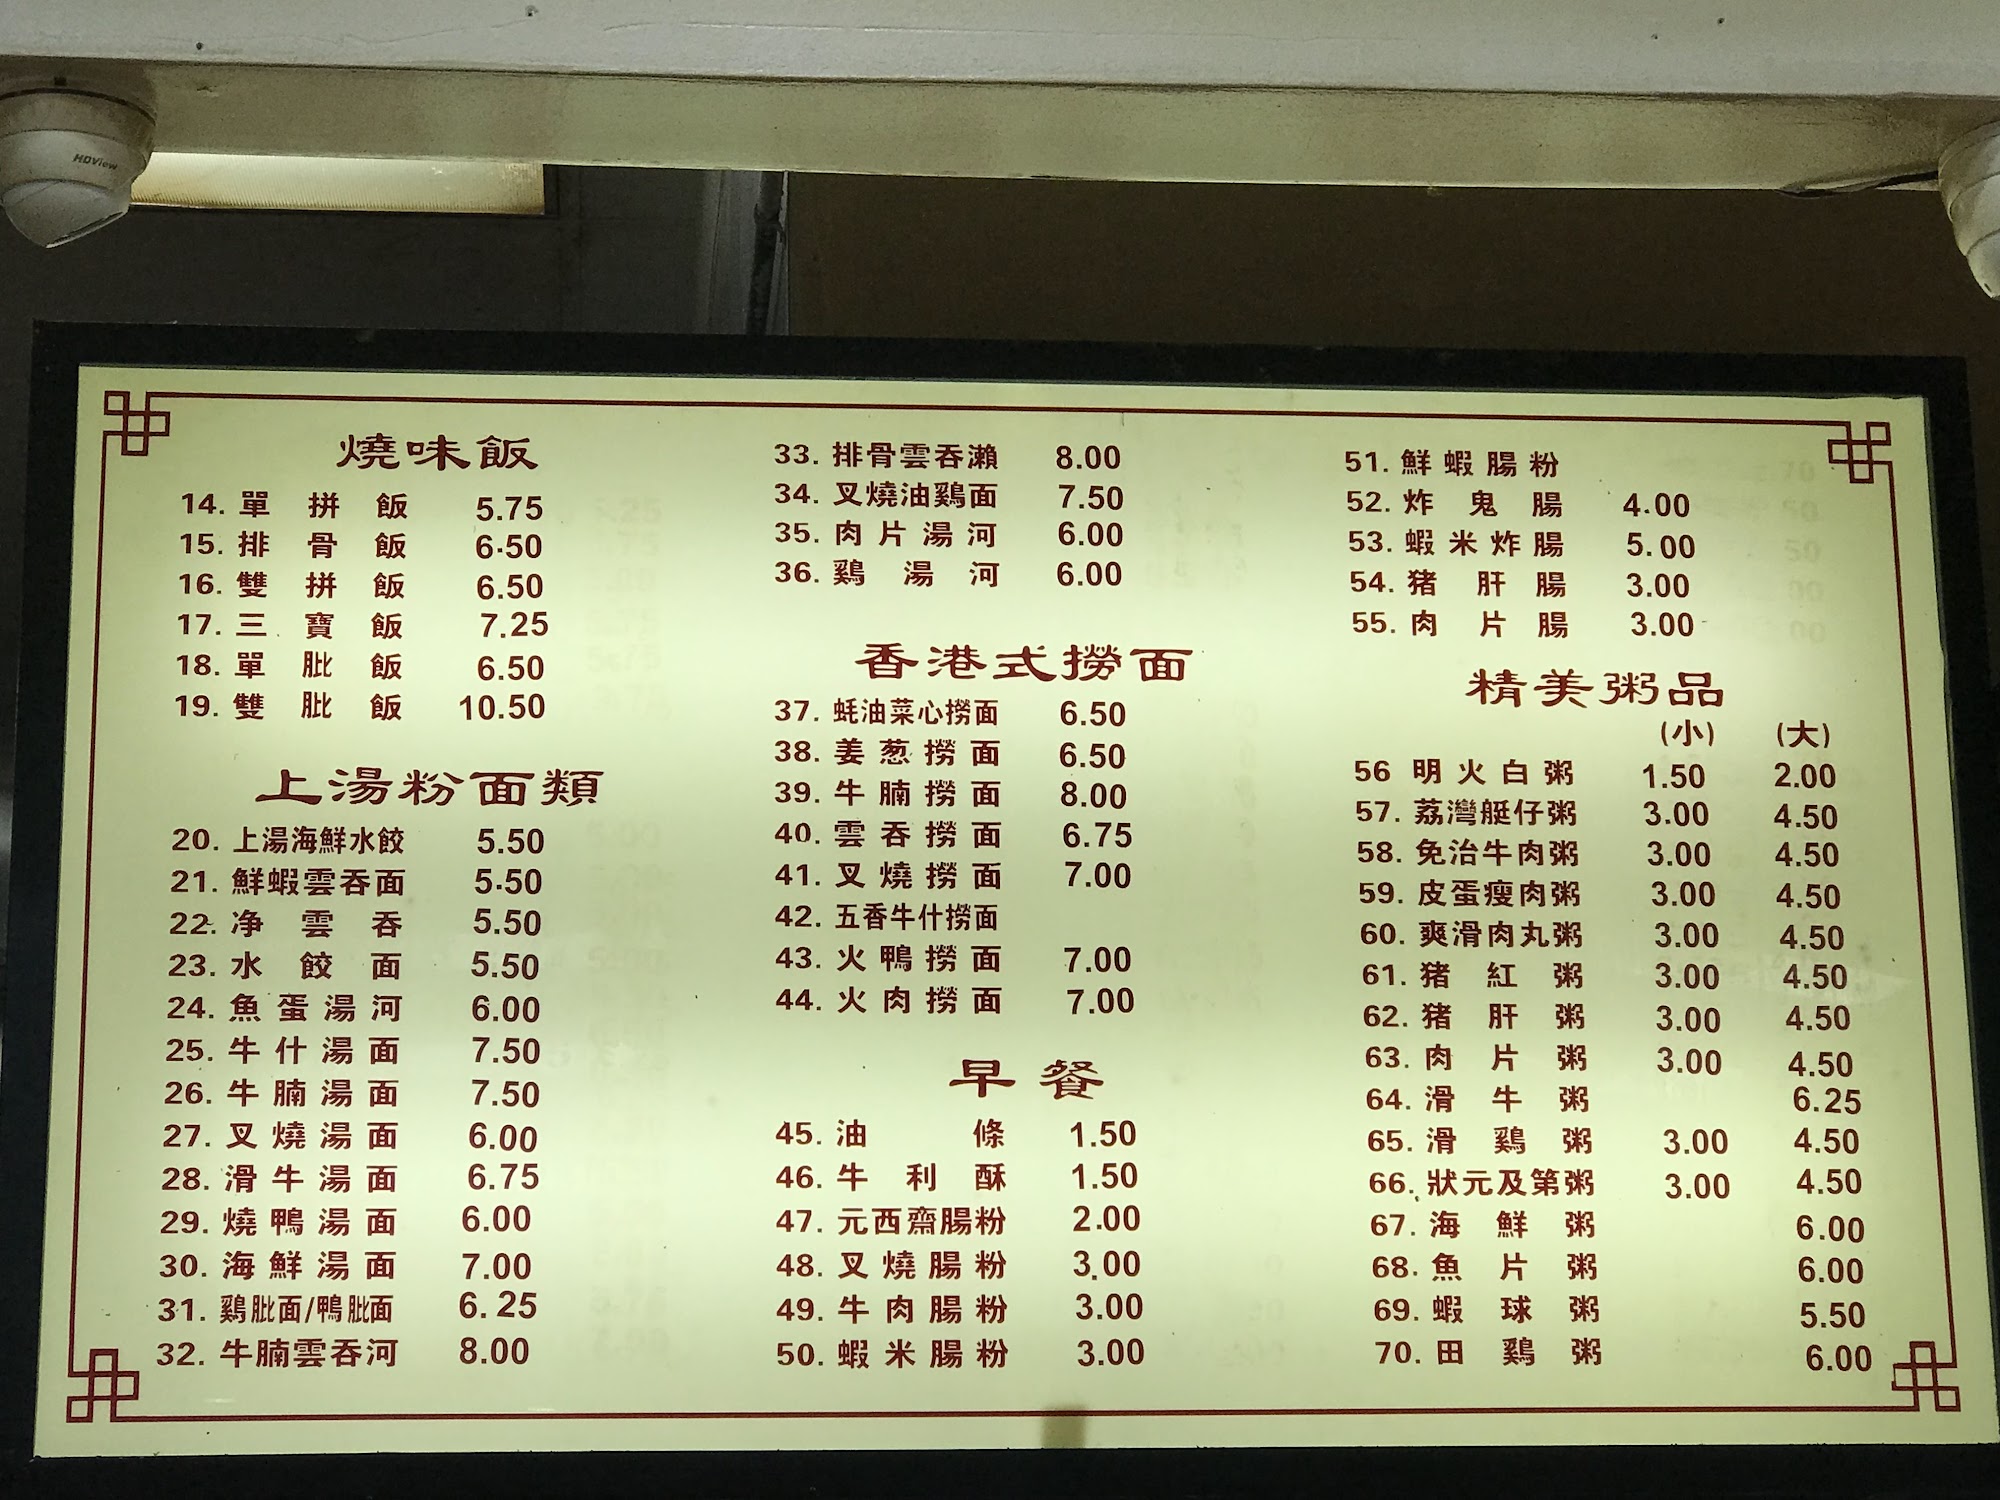 HDView
燒味飯
14. 單拼飯 5.75
15. 排骨飯 6.50
16. 雙拼飯 6.50
17. 三寶飯 7.25
18. 單肶飯 6.50
19. 雙肶飯 10.50
上湯粉面類
20. 上湯海鮮水餃 5.50
21. 鮮蝦雲吞面 5.50
22. 净雲吞 5.50
23. 水餃面 5.50
24. 魚蛋湯河 6.00
25. 牛什湯面 7.50
26. 牛腩湯面 7.50
27. 叉燒湯面 6.00
28. 滑牛湯面 6.75
29. 燒鴨湯面 6.00
30. 海鮮湯面 7.00
31. 鷄肶面/鴨肶面 6.25
32. 牛腩雲吞河 8.00
33. 排骨雲吞瀨 8.00
34. 叉燒油鷄面 7.50
35. 肉片湯河 6.00
36. 鷄湯河 6.00
香港式撈面
37. 蚝油菜心撈面 6.50
38. 姜葱撈面 6.50
39. 牛腩撈面 8.00
40. 雲吞撈面 6.75
41. 叉燒撈面 7.00
42. 五香牛什撈面
43. 火鴨撈面 7.00
44. 火肉撈面 7.00
早餐
45. 油條 1.50
46. 牛利酥 1.50
47. 元西齋腸粉 2.00
48. 叉燒腸粉 3.00
49. 牛肉腸粉 3.00
50. 蝦米腸粉 3.00
51. 鮮蝦腸粉
52. 炸鬼腸 4.00
53. 蝦米炸腸 5.00
54. 猪肝腸 3.00
55. 肉片腸 3.00
精美粥品
(小) (大)
56 明火白粥 1.50 2.00
57. 荔灣艇仔粥 3.00 4.50
58. 免治牛肉粥 3.00 4.50
59. 皮蛋瘦肉粥 3.00 4.50
60. 爽滑肉丸粥 3.00 4.50
61. 猪紅粥 3.00 4.50
62. 猪肝粥 3.00 4.50
63. 肉片粥 3.00 4.50
64. 滑牛粥 6.25
65. 滑鷄粥 3.00 4.50
66. 狀元及第粥 3.00 4.50
67. 海鮮粥 6.00
68. 魚片粥 6.00
69. 蝦球粥 5.50
70. 田鷄粥 6.00